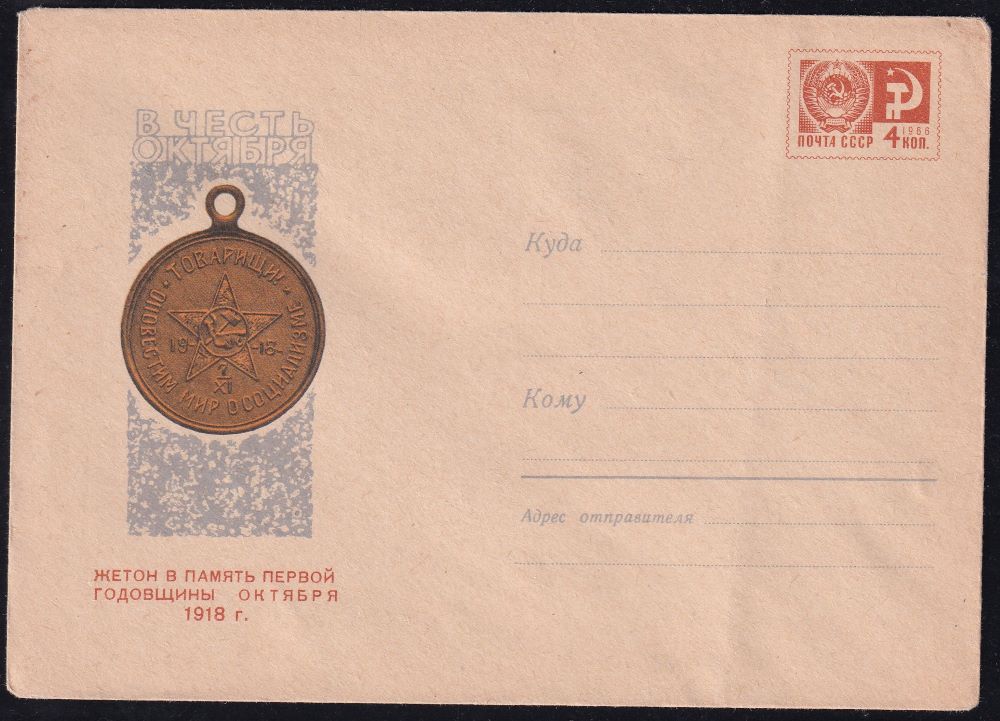 В ЧЕСТЬ
ОКТЯБРЯ
ТОВАРИЩИ! ОПОВЕСТИМ МИР О СОЦИАЛИЗМЕ
19 - 18
7
XI
ЖЕТОН В ПАМЯТЬ ПЕРВОЙ
ГОДОВЩИНЫ ОКТЯБРЯ
1918 г.
1966
ПОЧТА СССР 4 КОП.
Куда
Кому
Адрес отправителя